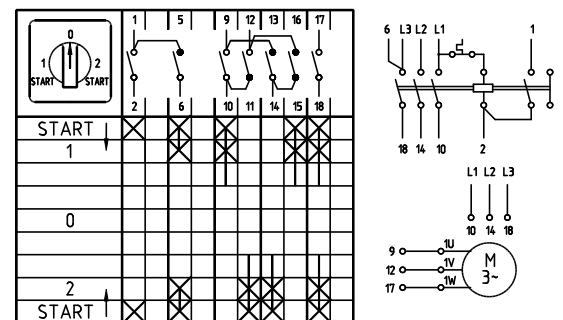 1 5 9 12 13 16 17
0
1 2
START START
2 6 10 11 14 15 18
START
1
0
2
START
6 L3 L2 L1 1
18 14 10 2
L1 L2 L3
10 14 18
9 1U
12 1V
17 1W
M
3~